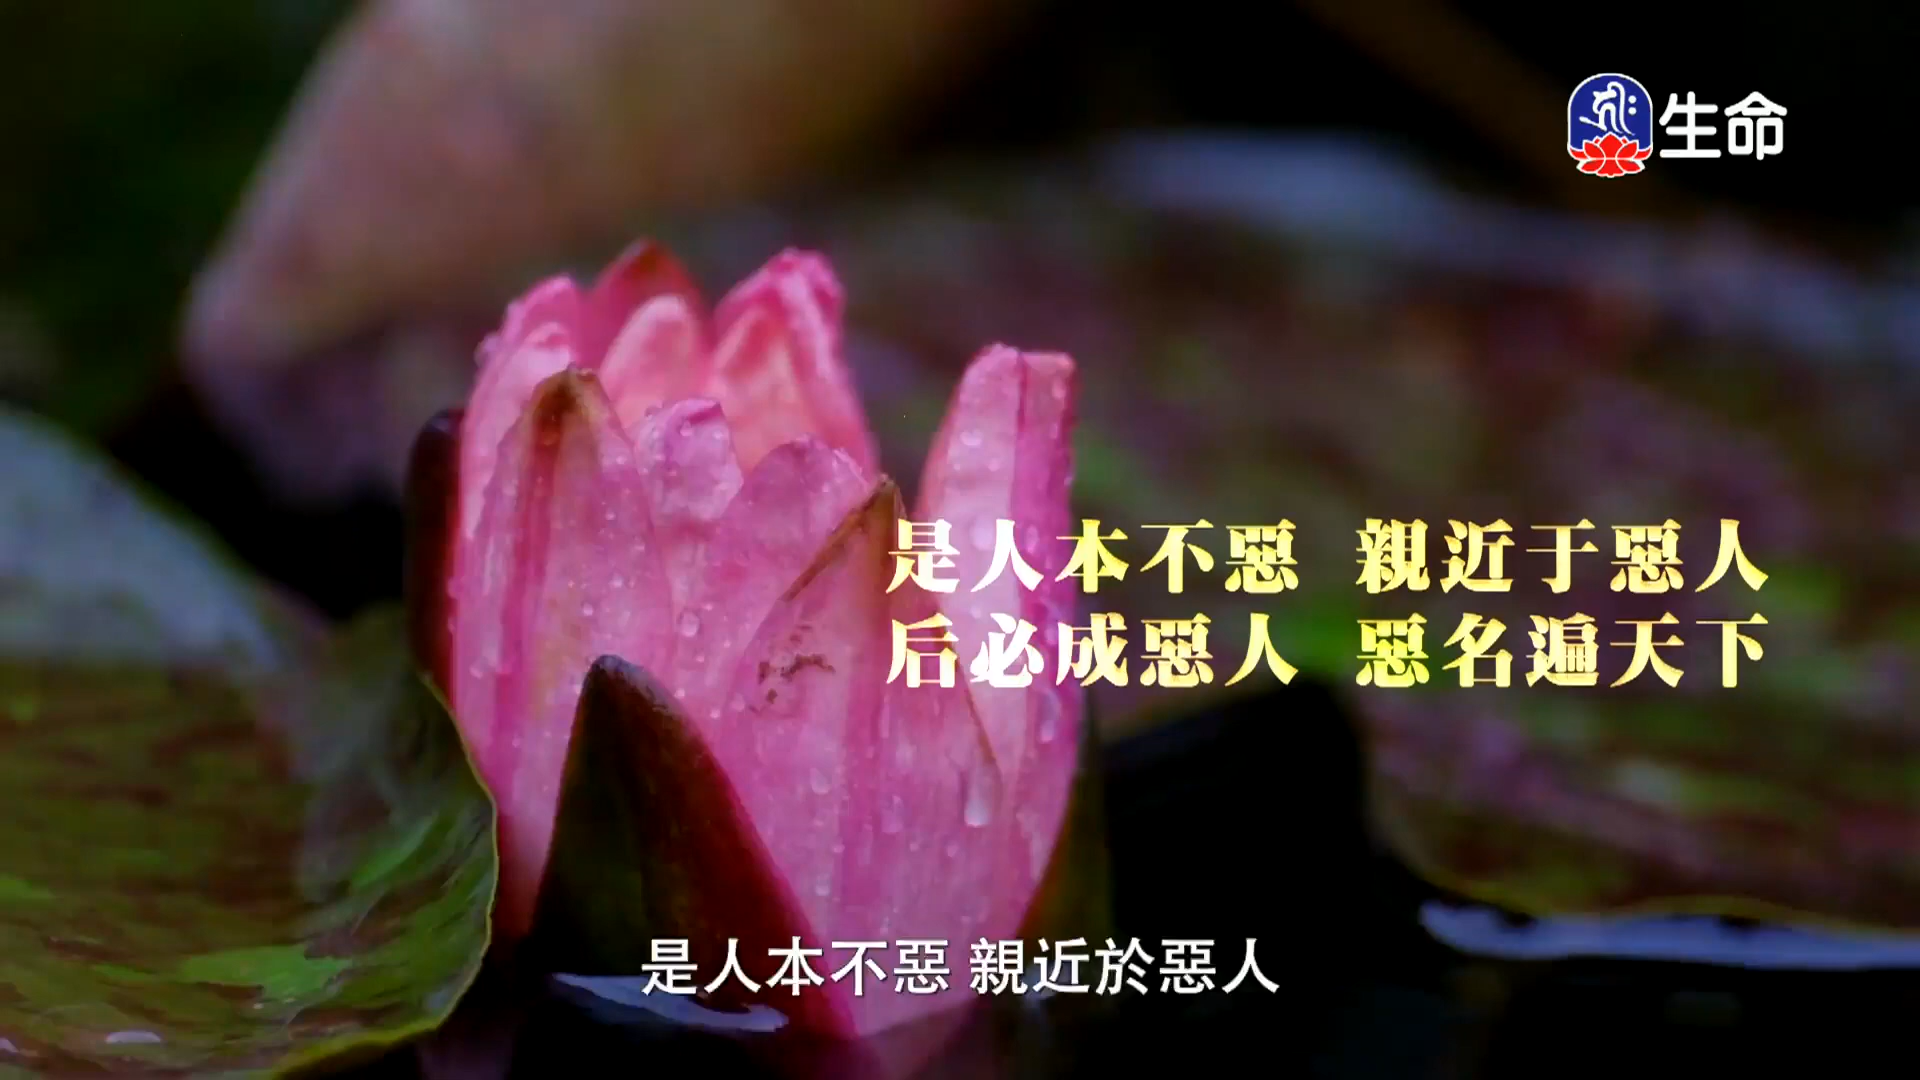 生命
是人本不惡 親近于惡人
后必成惡人 惡名遍天下
是人本不惡 親近於惡人